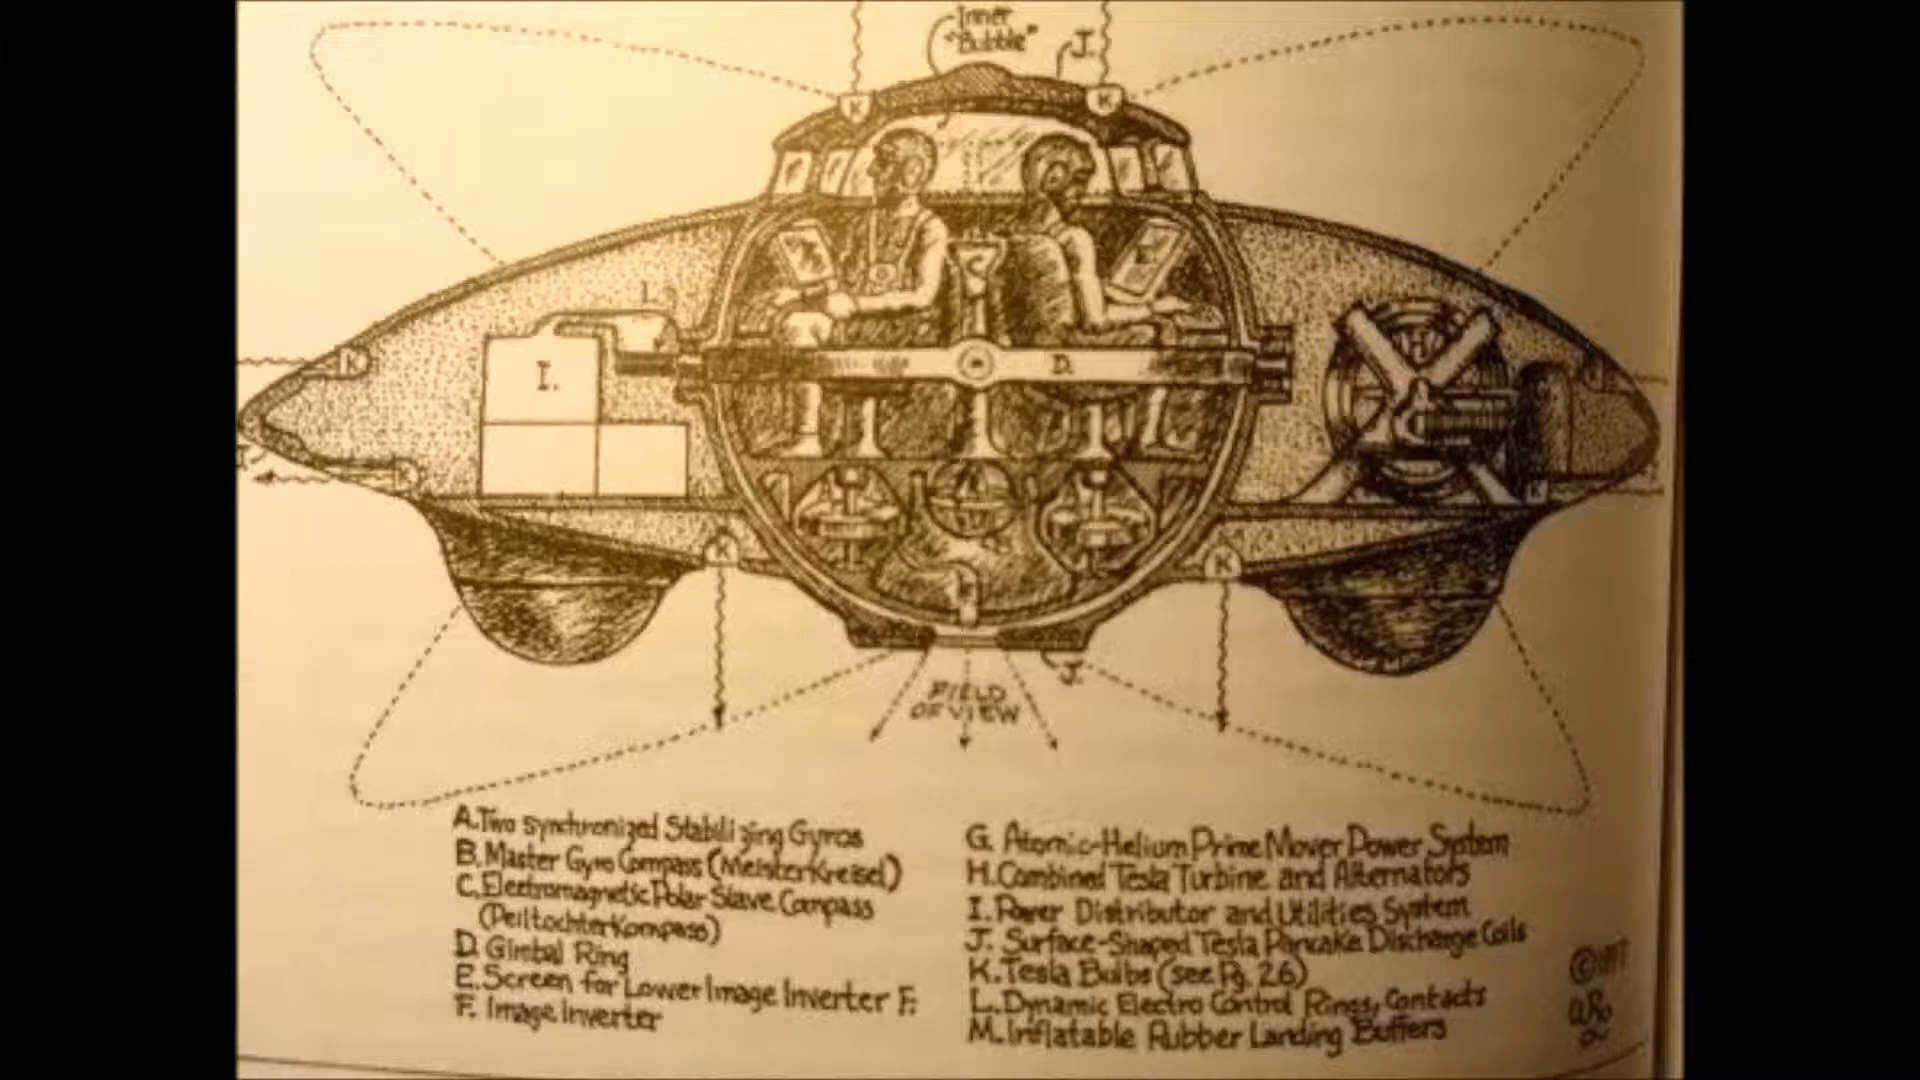 Inner
"Bubble"
J.
K
K
C
L
I.
D.
H
K
K
K
K
J.
FIELD
OF VIEW
A. Two Synchronized Stabilizing Gyros
B. Master Gyro Compass (Meisterkreisel)
C. Electromagnetic Polar Slave Compass
(Peiltochterkompass)
D. Gimbal Ring
E. Screen for Lower Image Inverter F.
F. Image Inverter
G. Atomic-Helium Prime Mover Power System
H. Combined Tesla Turbine and Alternators
I. Power Distributor and Utilities System
J. Surface-Shaped Tesla Pancake Discharge Coils
K. Tesla Bulbs (see Pg. 26)
L. Dynamic Electro Control Rings, Contacts
M. Inflatable Rubber Landing Buffers